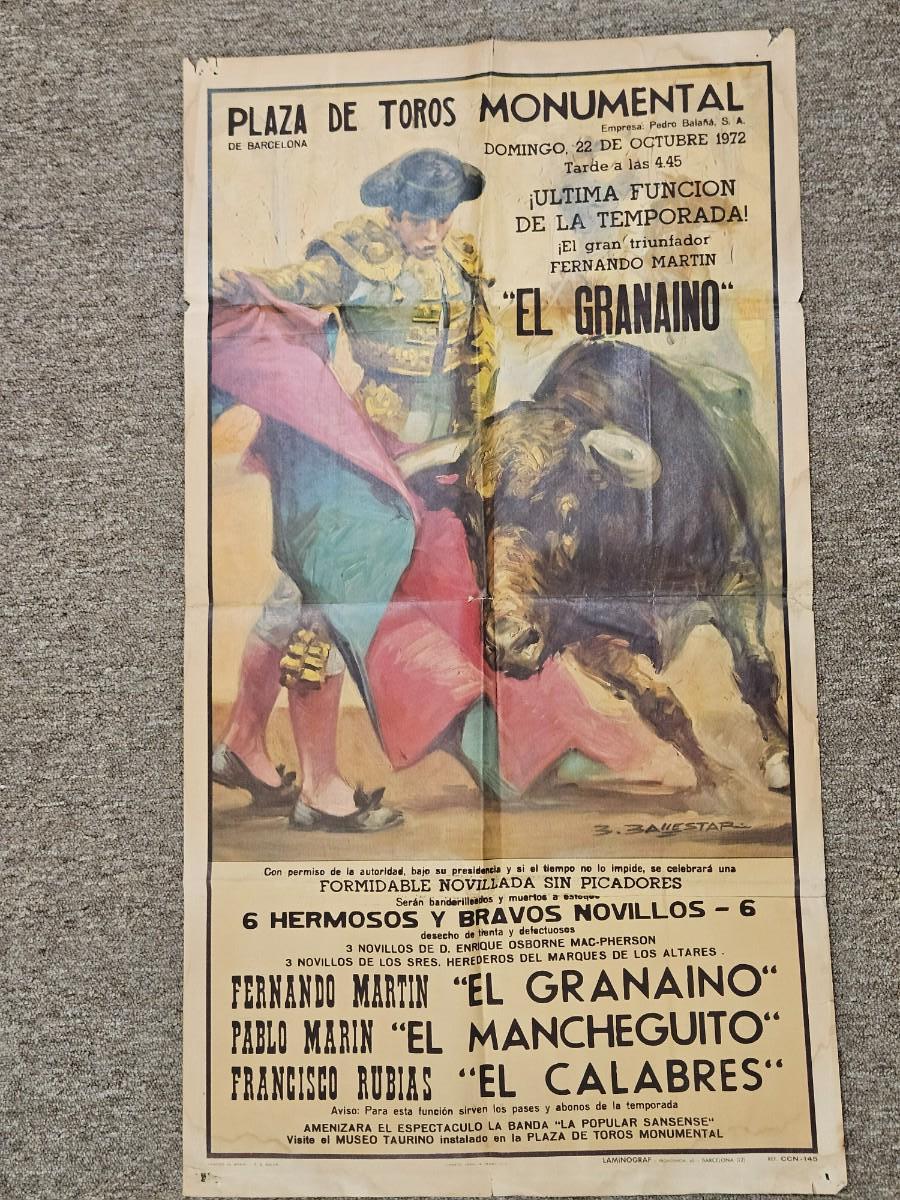 PLAZA DE TOROS MONUMENTAL
DE BARCELONA
Empresa: Pedro Balañá, S. A.
DOMINGO, 22 DE OCTUBRE 1972
Tarde a las 4.45
¡ULTIMA FUNCION
DE LA TEMPORADA!
¡El gran triunfador
FERNANDO MARTIN
"EL GRANAINO"
B. BALLESTAR
Con permiso de la autoridad, bajo su presidencia y si el tiempo no lo impide, se celebrará una
FORMIDABLE NOVILLADA SIN PICADORES
Serán banderilleados y muertos a estoque
6 HERMOSOS Y BRAVOS NOVILLOS - 6
desecho de tienta y defectuosos
3 NOVILLOS DE D. ENRIQUE OSBORNE MAC-PHERSON
3 NOVILLOS DE LOS SRES. HEREDEROS DEL MARQUES DE LOS ALTARES.
FERNANDO MARTIN "EL GRANAINO"
PABLO MARIN "EL MANCHEGUITO"
FRANCISCO RUBIAS "EL CALABRES"
Aviso: Para esta función sirven los pases y abonos de la temporada
AMENIZARA EL ESPECTACULO LA BANDA "LA POPULAR SANSENSE"
Visite el MUSEO TAURINO instalado en la PLAZA DE TOROS MONUMENTAL
LAMINOGRAF - BARCELONA (12) REF. CCN-145